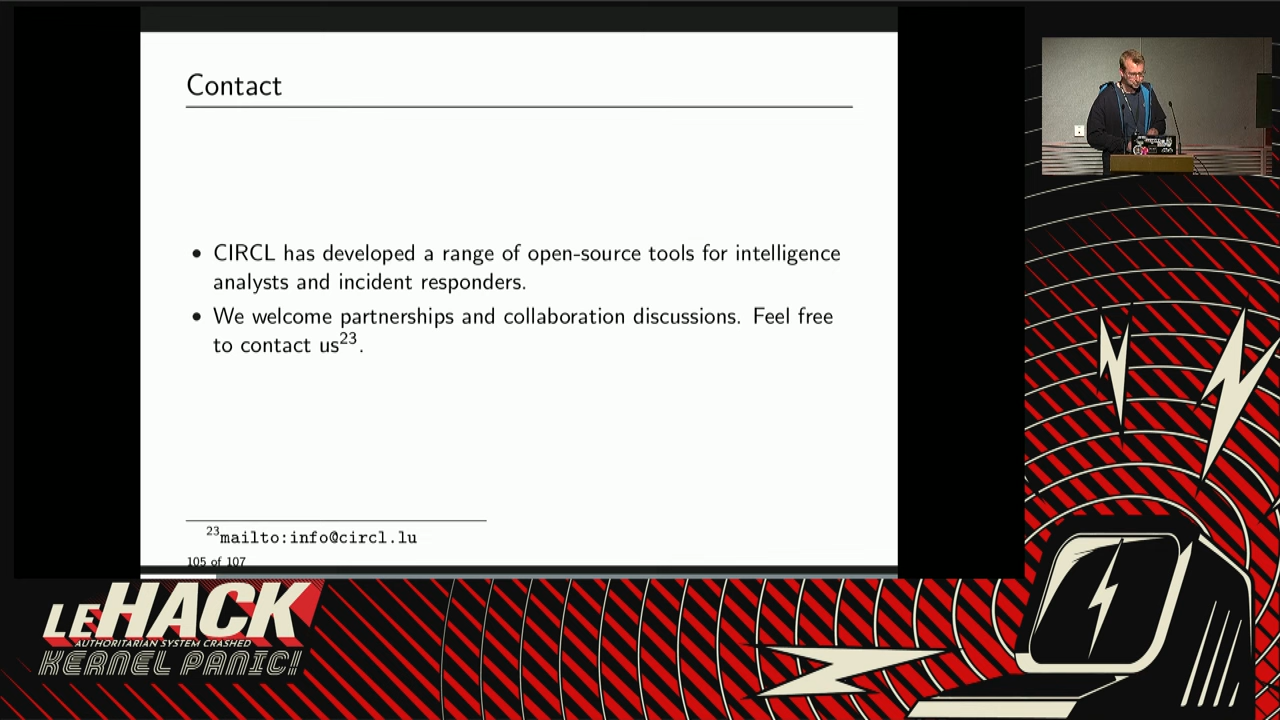 Contact
• CIRCL has developed a range of open-source tools for intelligence
analysts and incident responders.
• We welcome partnerships and collaboration discussions. Feel free
to contact us23.
23mailto:info@circl.lu
105 of 107
LEHACK
AUTHORITARIAN SYSTEM CRASHED
KERNEL PANIC!